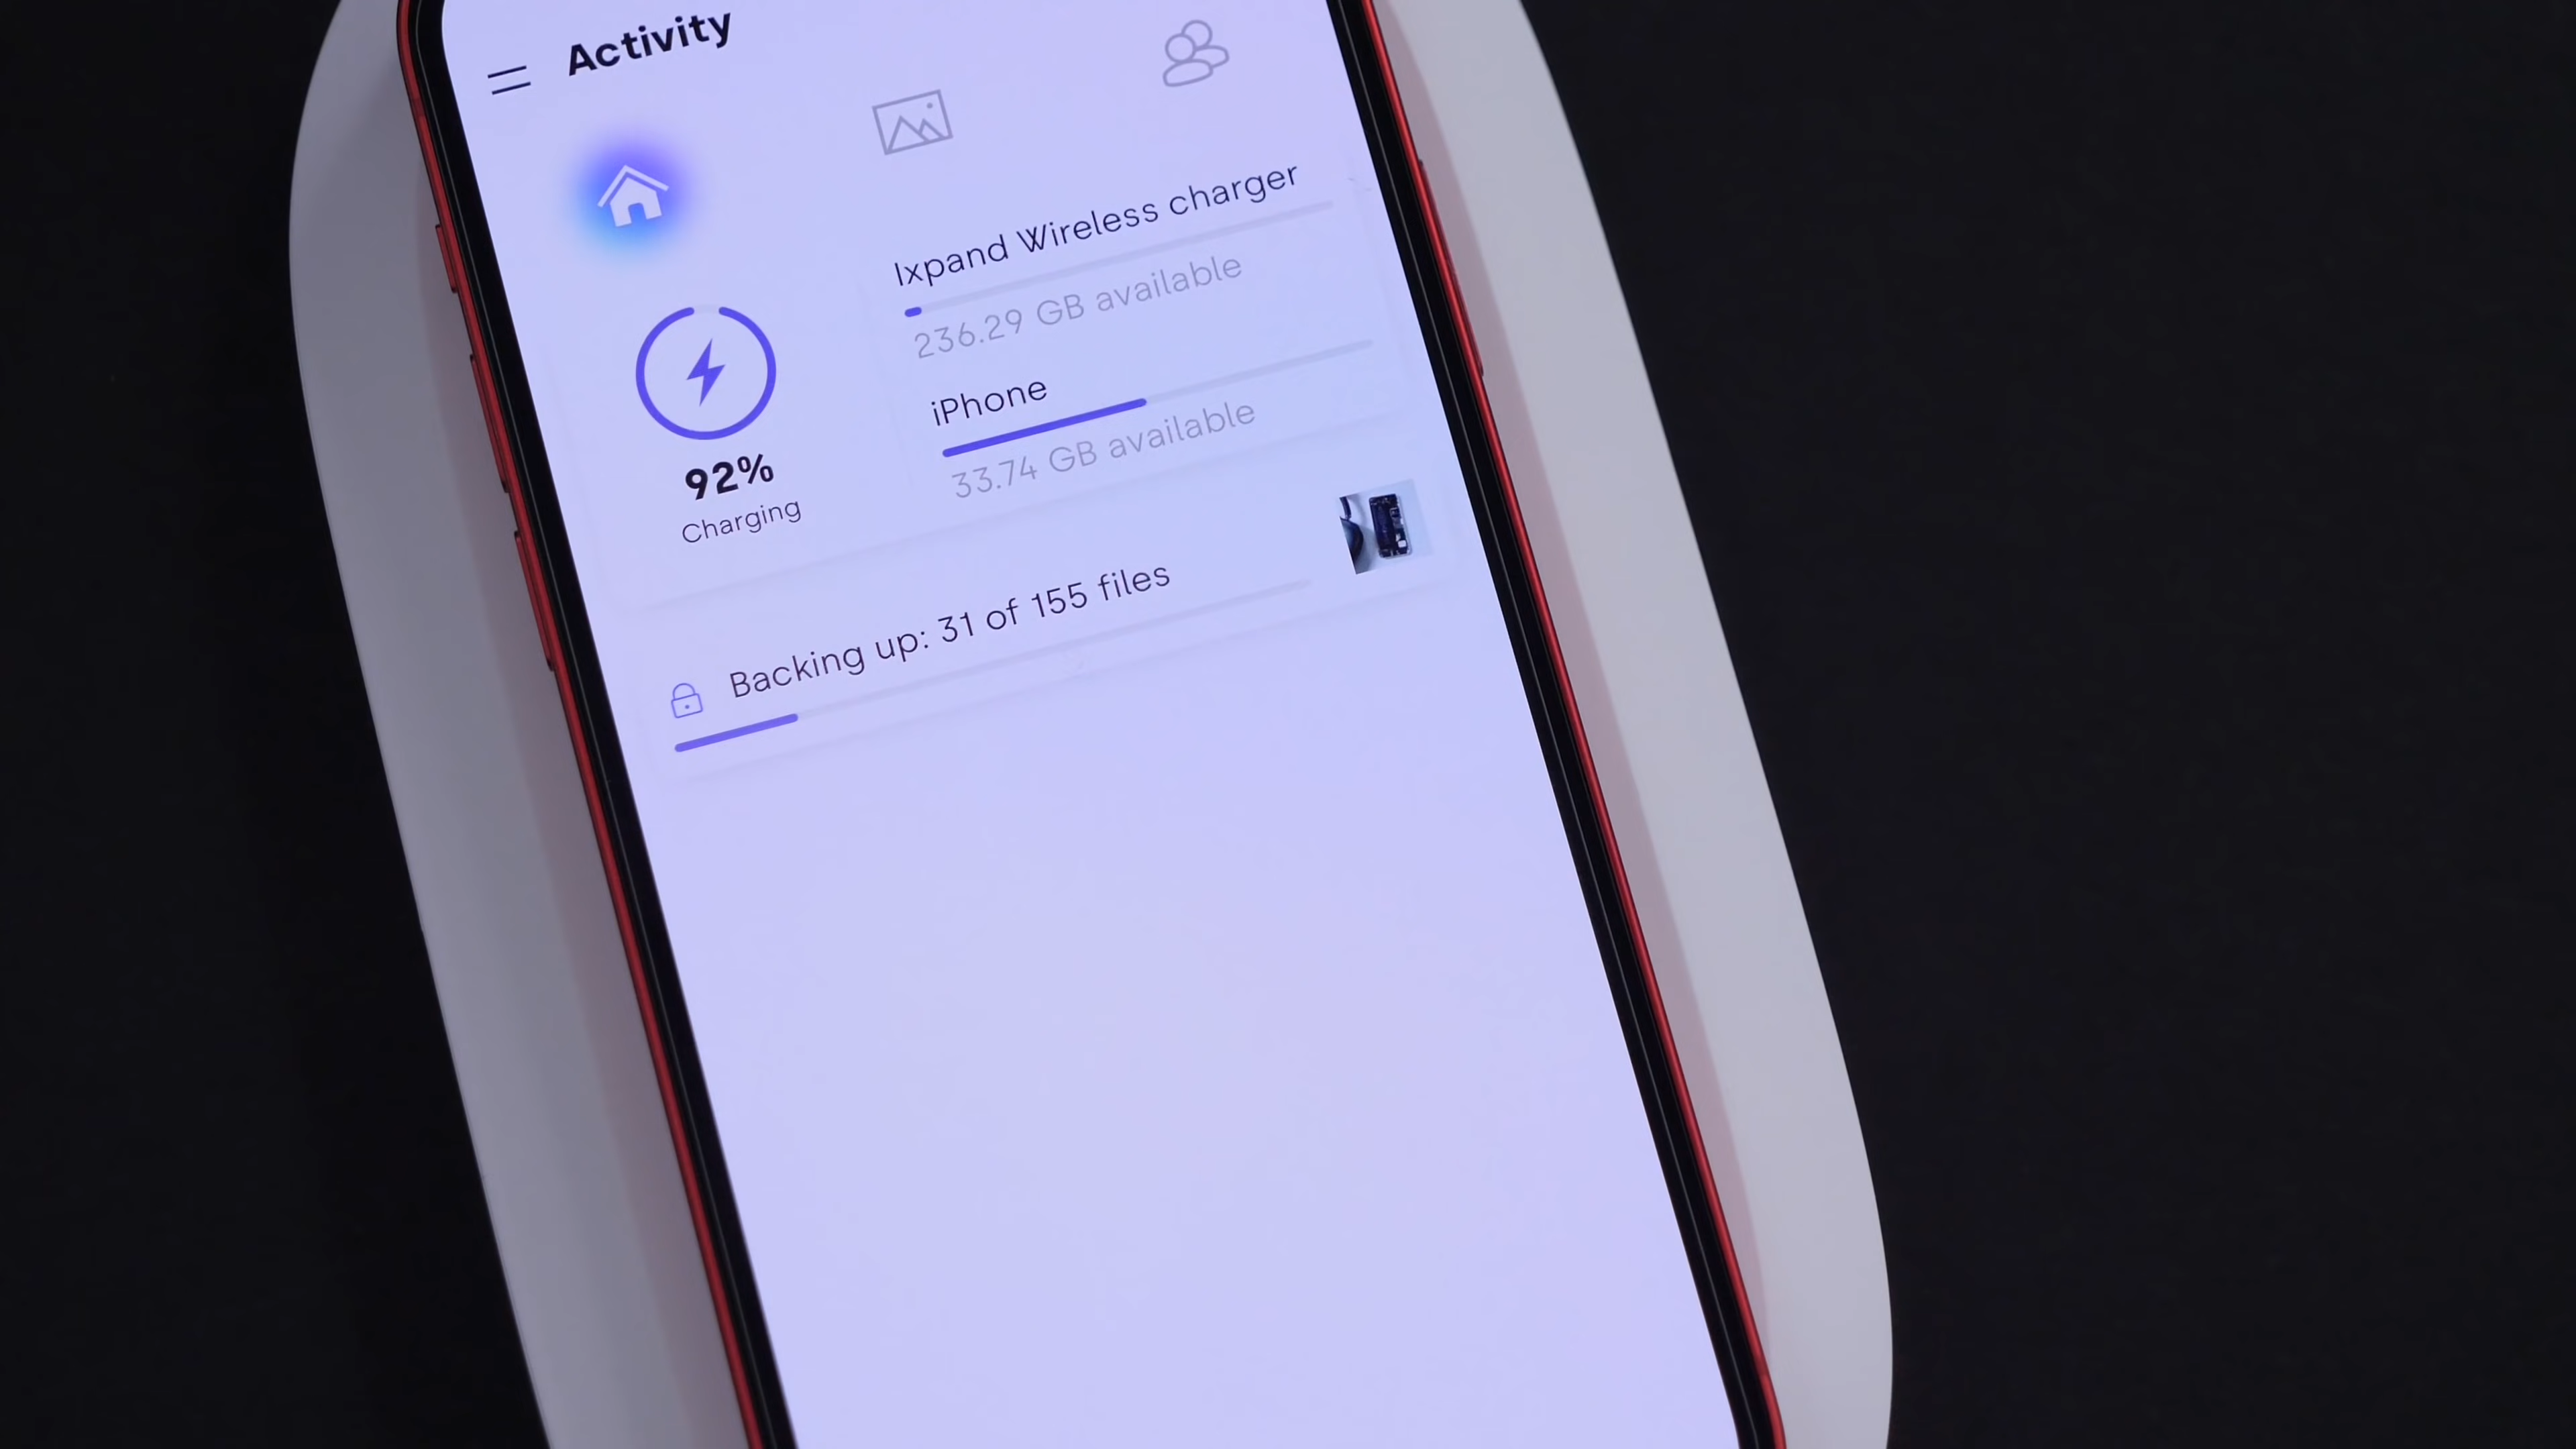 Activity
Ixpand Wireless charger
236.29 GB available
iPhone
33.74 GB available
92%
Charging
Backing up: 31 of 155 files